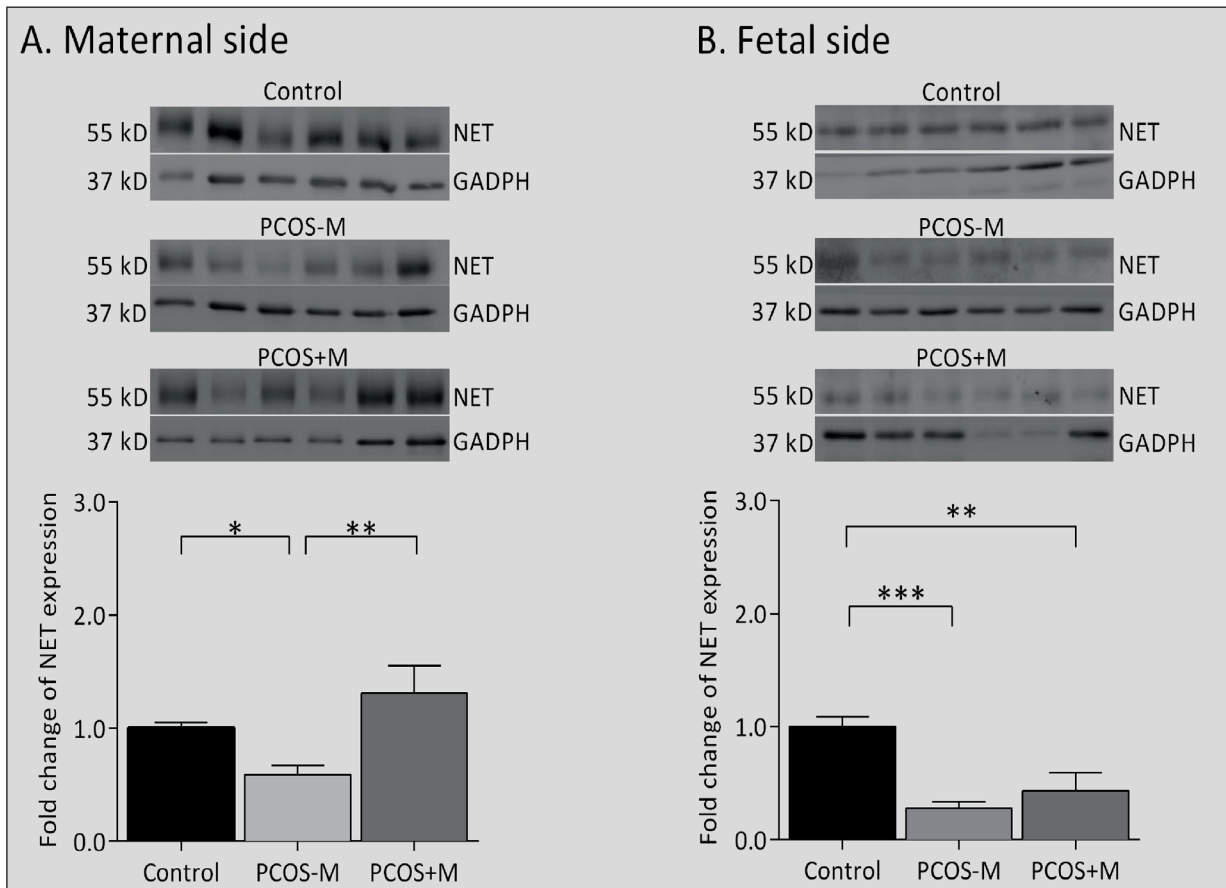 A. Maternal side
Control
55 kD NET
37 kD GADPH
PCOS-M
55 kD NET
37 kD GADPH
PCOS+M
55 kD NET
37 kD GADPH
Fold change of NET expression
3.0
2.0
1.0
0.0
* **
Control PCOS-M PCOS+M
B. Fetal side
Control
55 kD NET
37 kD GADPH
PCOS-M
55 kD NET
37 kD GADPH
PCOS+M
55 kD NET
37 kD GADPH
Fold change of NET expression
3.0
2.0
1.0
0.0
**
***
Control PCOS-M PCOS+M